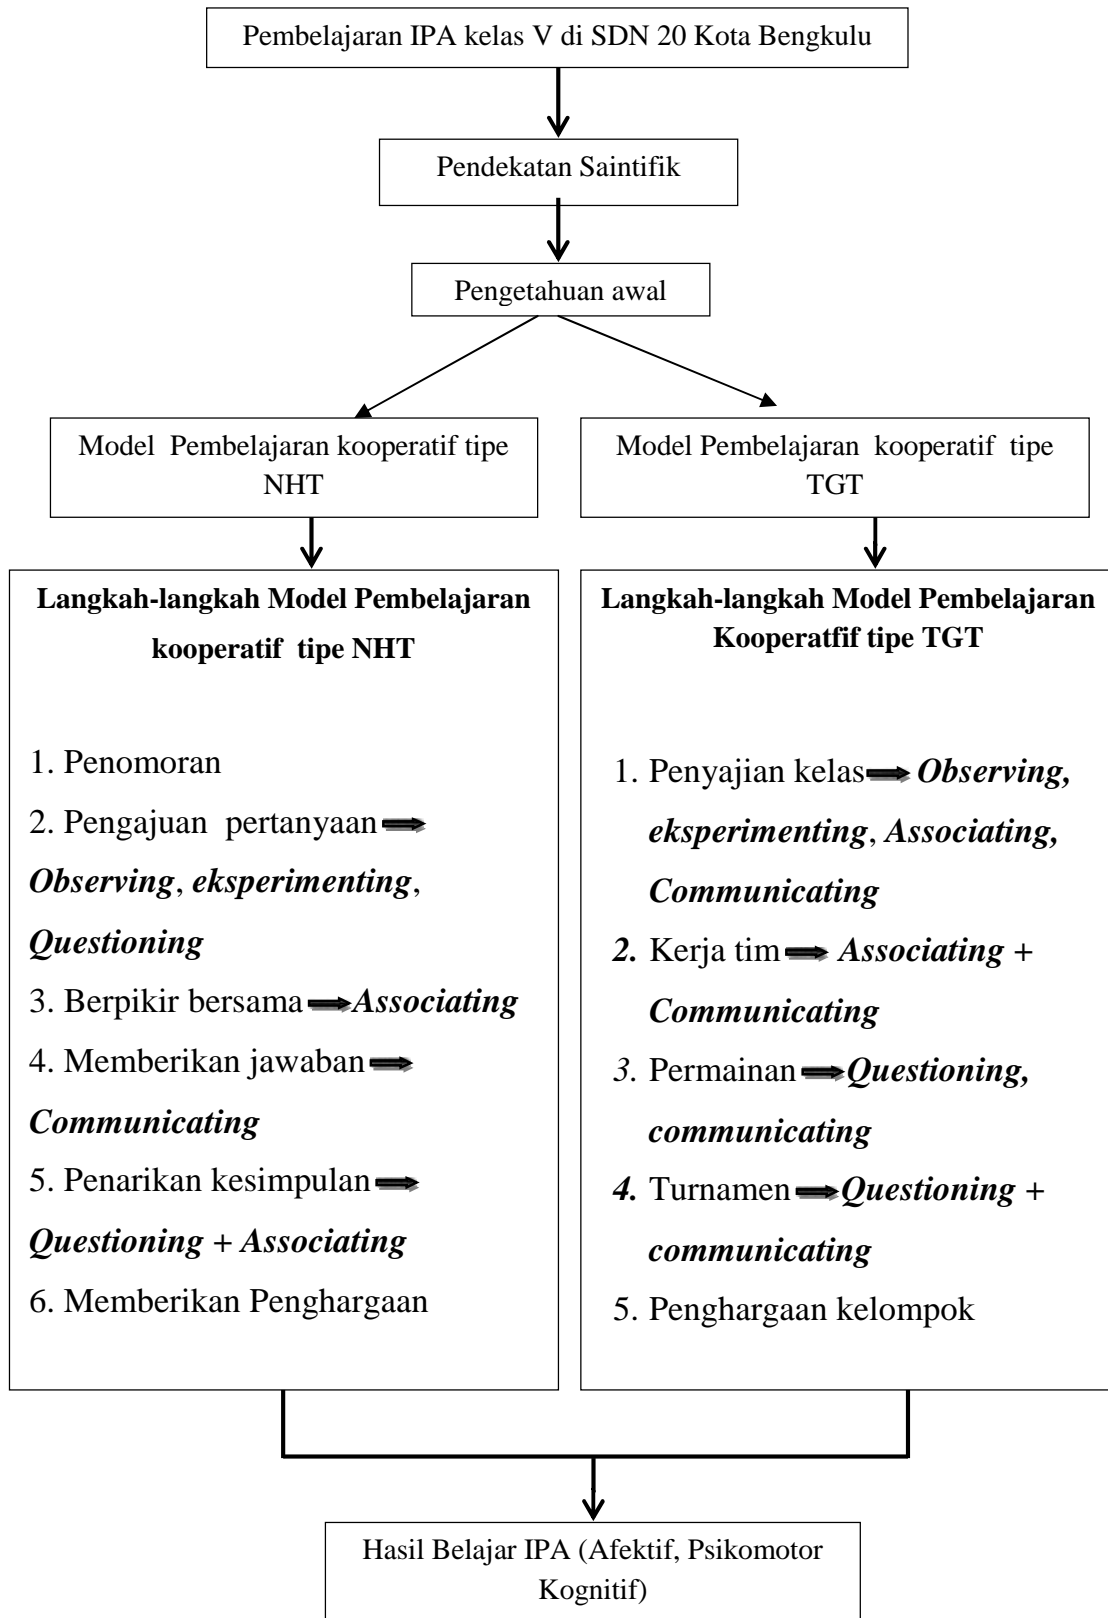 Pembelajaran IPA kelas V di SDN 20 Kota Bengkulu
Pendekatan Saintifik
Pengetahuan awal
Model Pembelajaran kooperatif tipe
NHT
Model Pembelajaran kooperatif tipe
TGT
Langkah-langkah Model Pembelajaran
kooperatif tipe NHT
1. Penomoran
2. Pengajuan pertanyaan
Observing, eksperimenting,
Questioning
3. Berpikir bersama Associating
4. Memberikan jawaban
Communicating
5. Penarikan kesimpulan
Questioning + Associating
6. Memberikan Penghargaan
Langkah-langkah Model Pembelajaran
Kooperatfif tipe TGT
1. Penyajian kelas Observing,
eksperimenting, Associating,
Communicating
2. Kerja tim Associating +
Communicating
3. Permainan Questioning,
communicating
4. Turnamen Questioning +
communicating
5. Penghargaan kelompok
Hasil Belajar IPA (Afektif, Psikomotor
Kognitif)